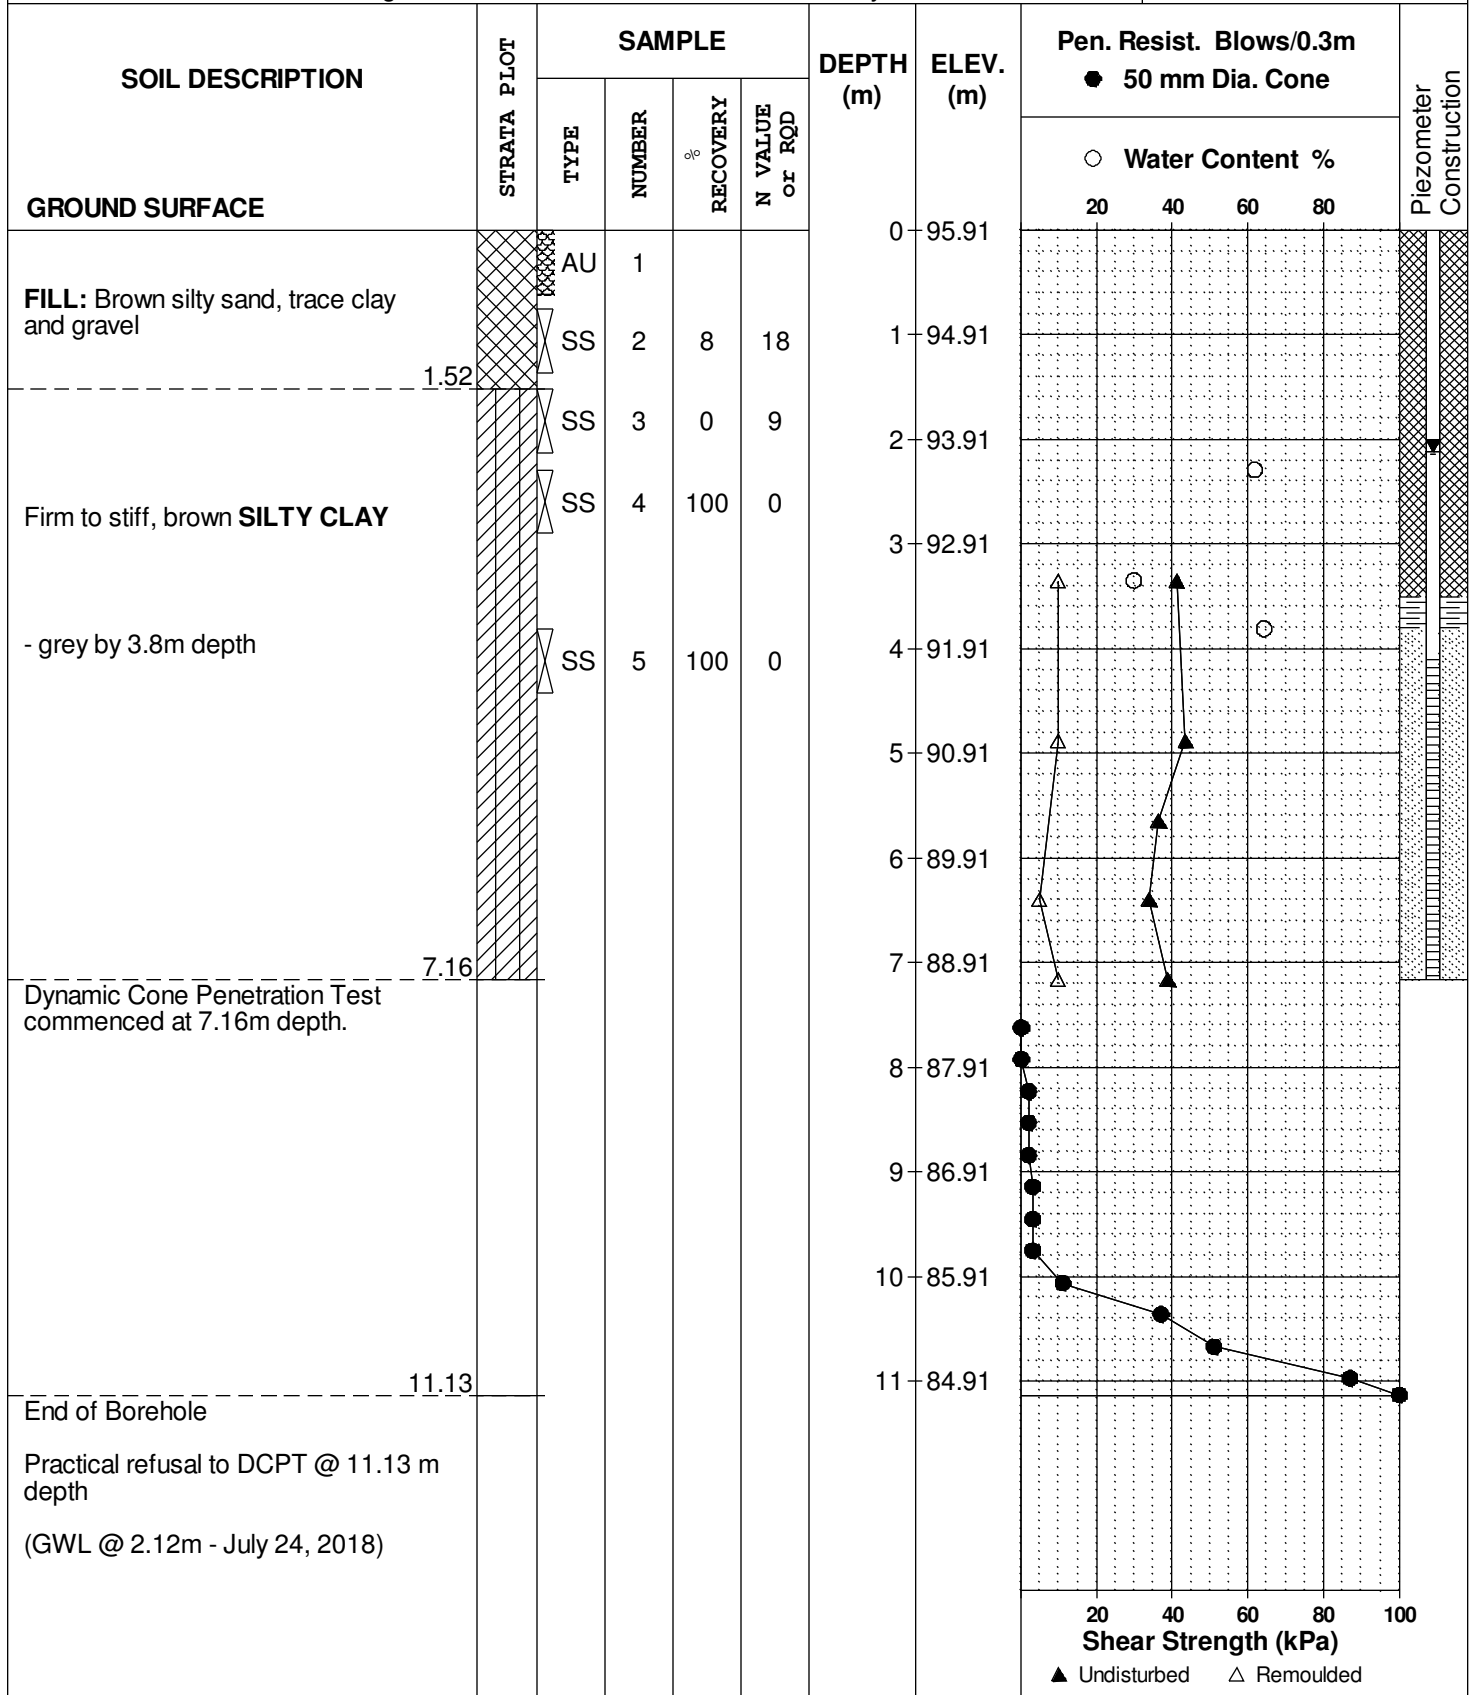 SOIL DESCRIPTION
GROUND SURFACE
STRATA PLOT
SAMPLE
TYPE
NUMBER
%
RECOVERY
N VALUE
or RQD
DEPTH
(m)
ELEV.
(m)
Pen. Resist. Blows/0.3m
● 50 mm Dia. Cone
○ Water Content %
20 40 60 80
Piezometer
Construction
0 95.91
AU 1
FILL: Brown silty sand, trace clay
and gravel
SS 2 8 18
1 94.91
1.52
SS 3 0 9
2 93.91
Firm to stiff, brown SILTY CLAY
SS 4 100 0
3 92.91
- grey by 3.8m depth
SS 5 100 0
4 91.91
5 90.91
6 89.91
7 88.91
7.16
Dynamic Cone Penetration Test
commenced at 7.16m depth.
8 87.91
9 86.91
10 85.91
11 84.91
11.13
End of Borehole
Practical refusal to DCPT @ 11.13 m
depth
(GWL @ 2.12m - July 24, 2018)
20 40 60 80 100
Shear Strength (kPa)
▲ Undisturbed △ Remoulded